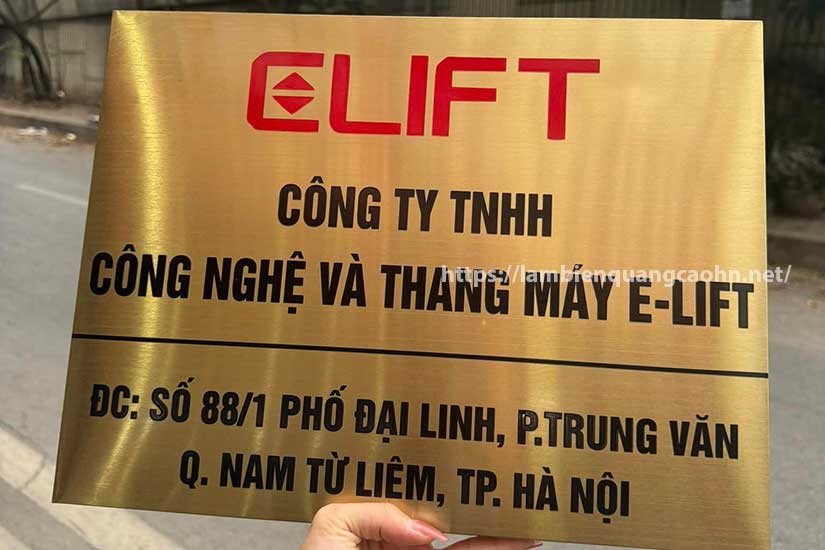 ELIFT
CÔNG TY TNHH
CÔNG NGHỆ VÀ THANG MÁY E-LIFT
https://lambienquangcaohn.net/
ĐC: SỐ 88/1 PHỐ ĐẠI LINH, P.TRUNG VĂN
Q. NAM TỪ LIÊM, TP. HÀ NỘI